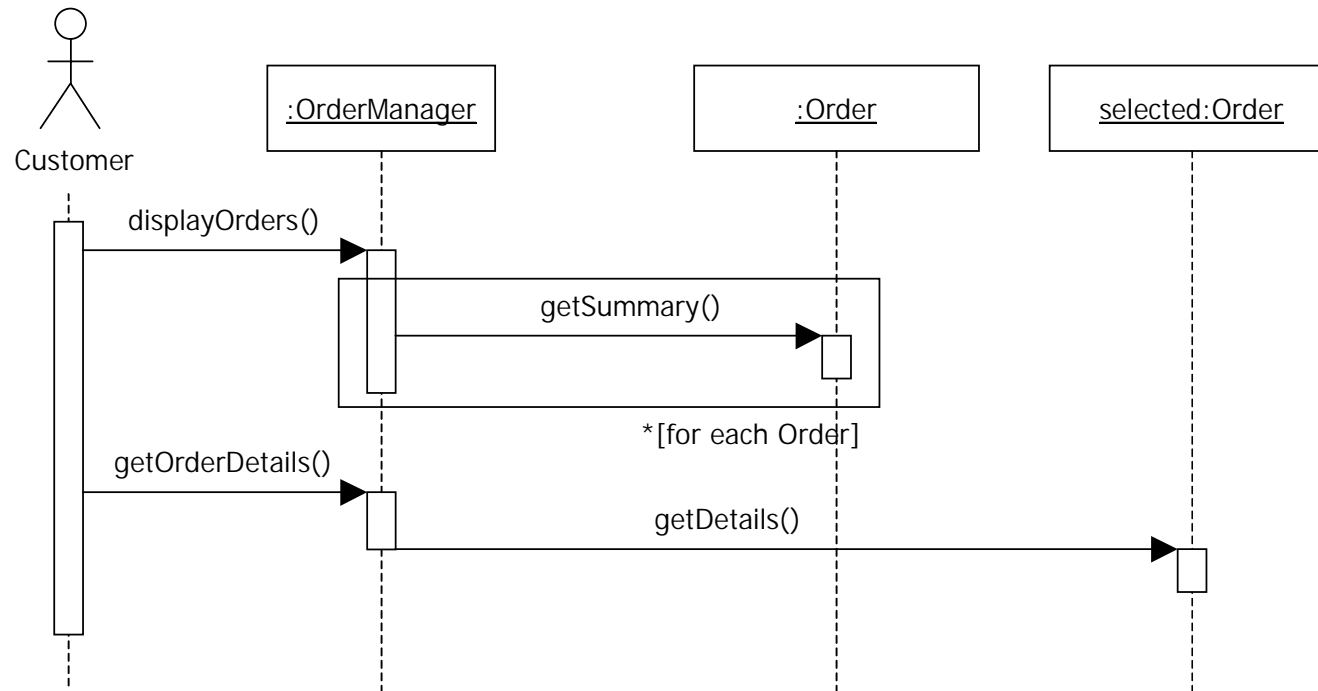 :OrderManager
:Order
selected:Order
Customer
displayOrders()
getSummary()
*[for each Order]
getOrderDetails()
getDetails()